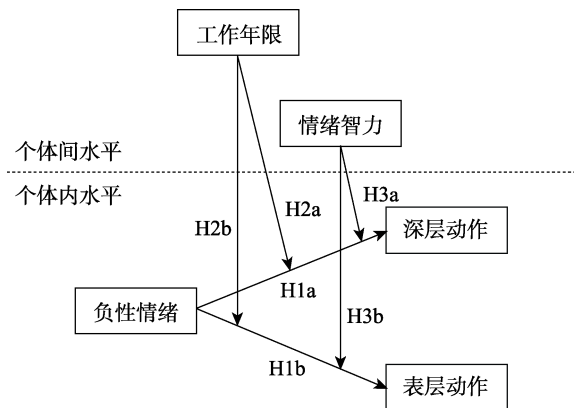 工作年限
情绪智力
个体间水平
个体内水平
H3a
H2a
H2b
深层动作
H1a
负性情绪
H3b
H1b
表层动作